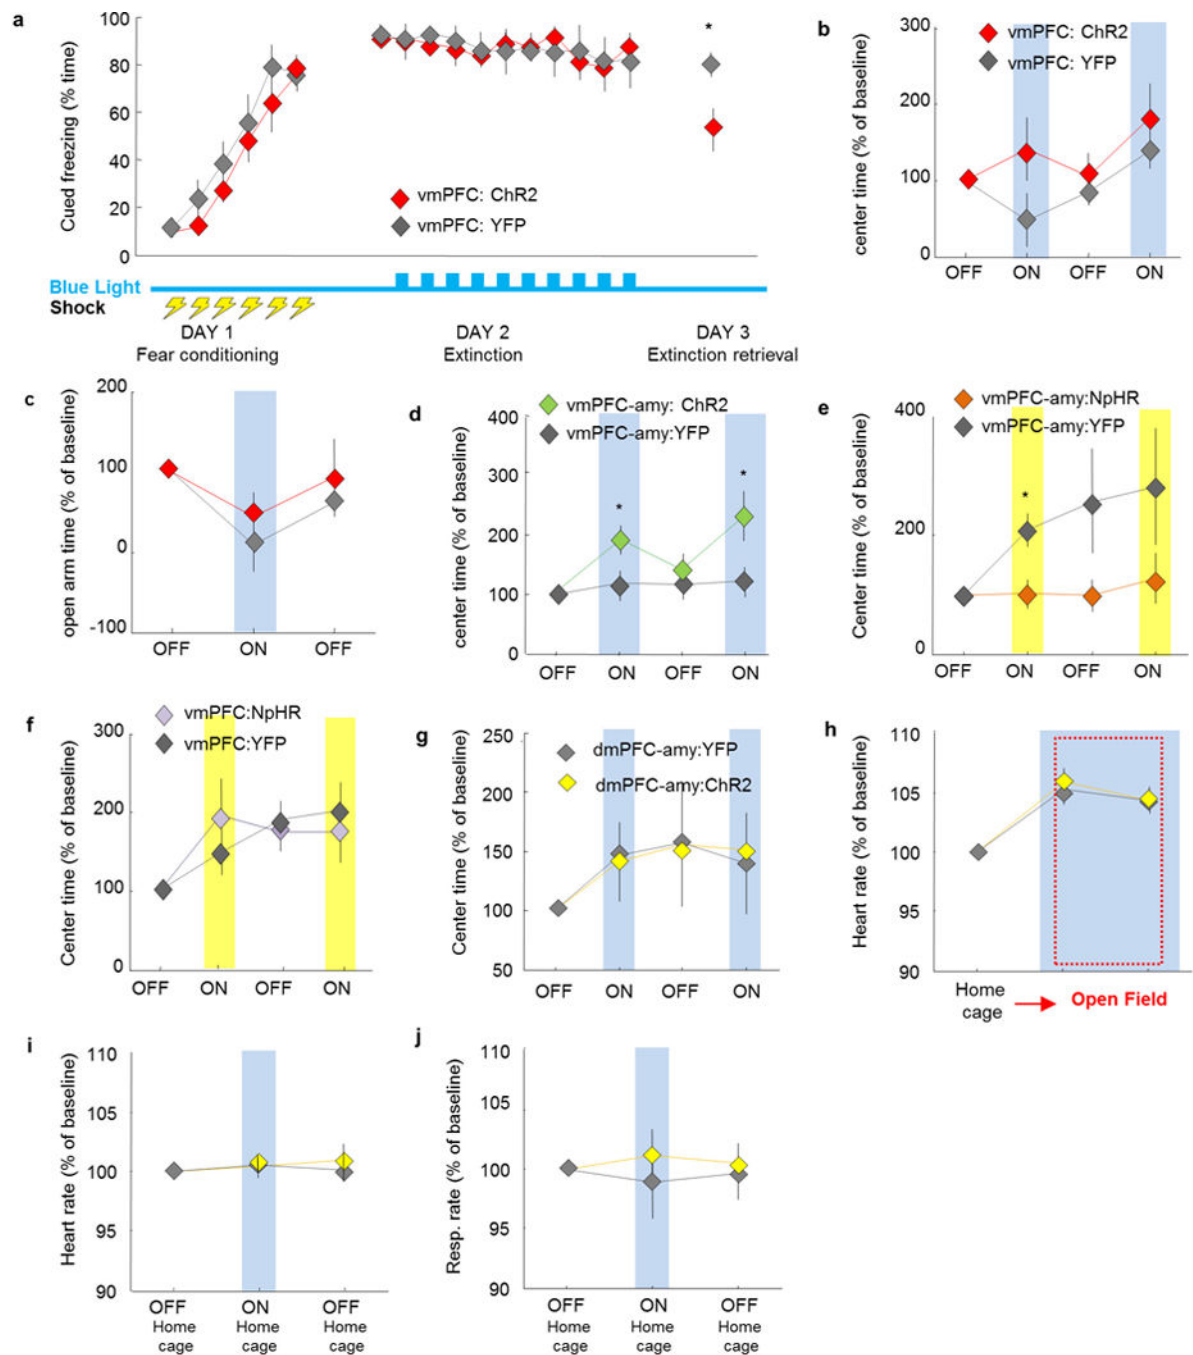 a
Cued freezing (% time)
100
80
60
40
20
0
vmPFC: ChR2
vmPFC: YFP
*
Blue Light
Shock
DAY 1
Fear conditioning
DAY 2
Extinction
DAY 3
Extinction retrieval
b
center time (% of baseline)
300
200
100
0
vmPFC: ChR2
vmPFC: YFP
OFF ON OFF ON
c
open arm time (% of baseline)
200
100
0
-100
OFF ON OFF
d
center time (% of baseline)
400
300
200
100
0
vmPFC-amy: ChR2
vmPFC-amy:YFP
* *
OFF ON OFF ON
e
Center time (% of baseline)
400
200
0
vmPFC-amy:NpHR
vmPFC-amy:YFP
*
OFF ON OFF ON
f
Center time (% of baseline)
300
200
100
0
vmPFC:NpHR
vmPFC:YFP
OFF ON OFF ON
g
Center time (% of baseline)
250
200
150
100
50
dmPFC-amy:YFP
dmPFC-amy:ChR2
OFF ON OFF ON
h
Heart rate (% of baseline)
110
105
100
95
90
Home
cage
Open Field
i
Heart rate (% of baseline)
110
105
100
95
90
OFF ON OFF
Home Home Home
cage cage cage
j
Resp. rate (% of baseline)
110
105
100
95
90
OFF ON OFF
Home Home Home
cage cage cage